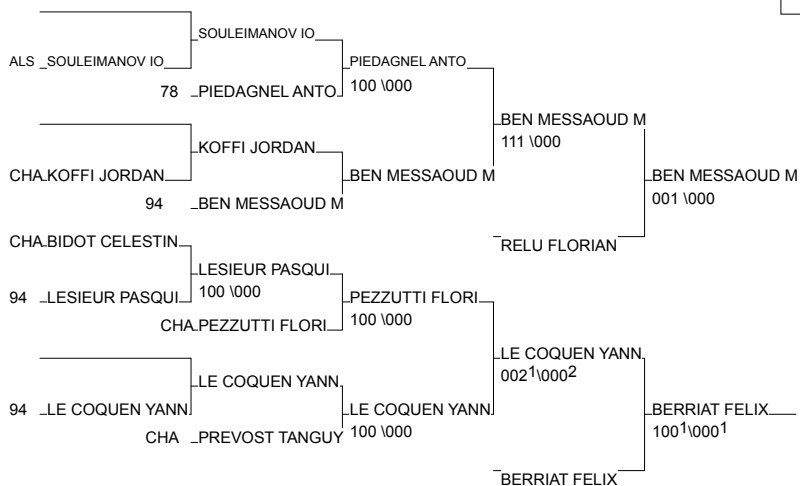 SOULEIMANOV IO
ALS SOULEIMANOV IO
PIEDAGNEL ANTO
100 \000
78 PIEDAGNEL ANTO
BEN MESSAOUD M
111 \000
KOFFI JORDAN
CHA KOFFI JORDAN
BEN MESSAOUD M
BEN MESSAOUD M
001 \000
94 BEN MESSAOUD M
CHA BIDOT CELESTIN
RELU FLORIAN
LESIEUR PASQUI
100 \000
94 LESIEUR PASQUI
PEZZUTTI FLORI
100 \000
CHA PEZZUTTI FLORI
LE COQUEN YANN
002¹\000²
LE COQUEN YANN
94 LE COQUEN YANN
LE COQUEN YANN
100 \000
BERRIAT FELIX
100¹\000¹
CHA PREVOST TANGUY
BERRIAT FELIX